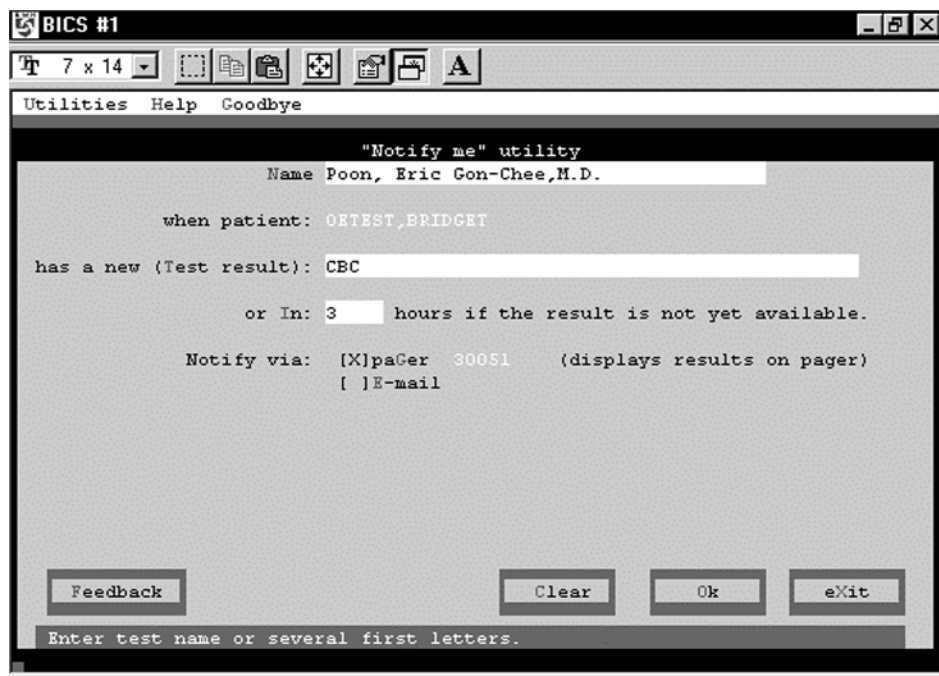 BICS #1
7 x 14
A
Utilities Help Goodbye
"Notify me" utility
Name Poon, Eric Gon-Chee,M.D.
when patient: OETEST,BRIDGET
has a new (Test result): CBC
or In: 3 hours if the result is not yet available.
Notify via: [X]paGer 30051 (displays results on pager)
[ ]E-mail
Feedback Clear Ok eXit
Enter test name or several first letters.